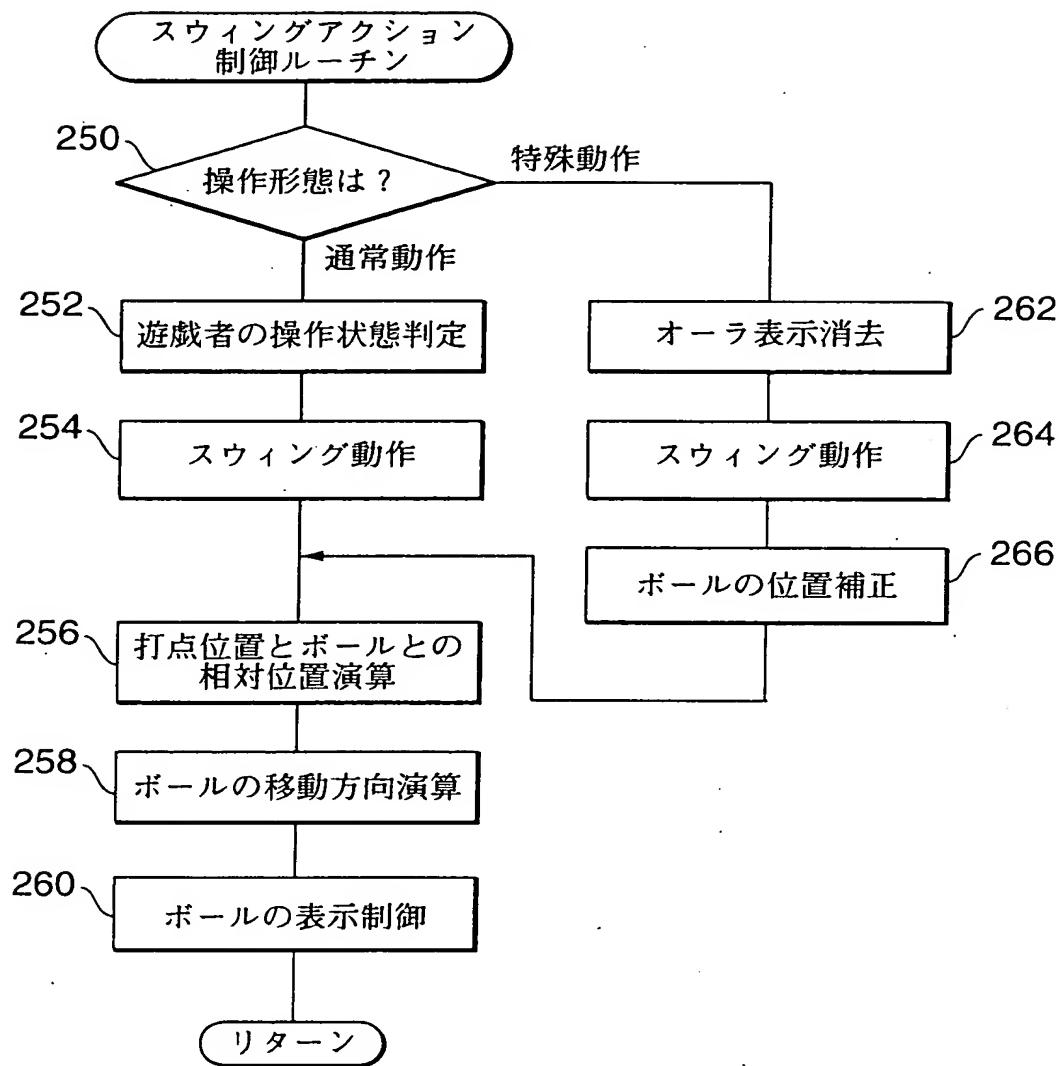 スウィングアクション
制御ルーチン
250
操作形態は？
特殊動作
通常動作
252
遊戯者の操作状態判定
262
オーラ表示消去
254
スウィング動作
264
スウィング動作
266
ボールの位置補正
256
打点位置とボールとの
相対位置演算
258
ボールの移動方向演算
260
ボールの表示制御
リターン